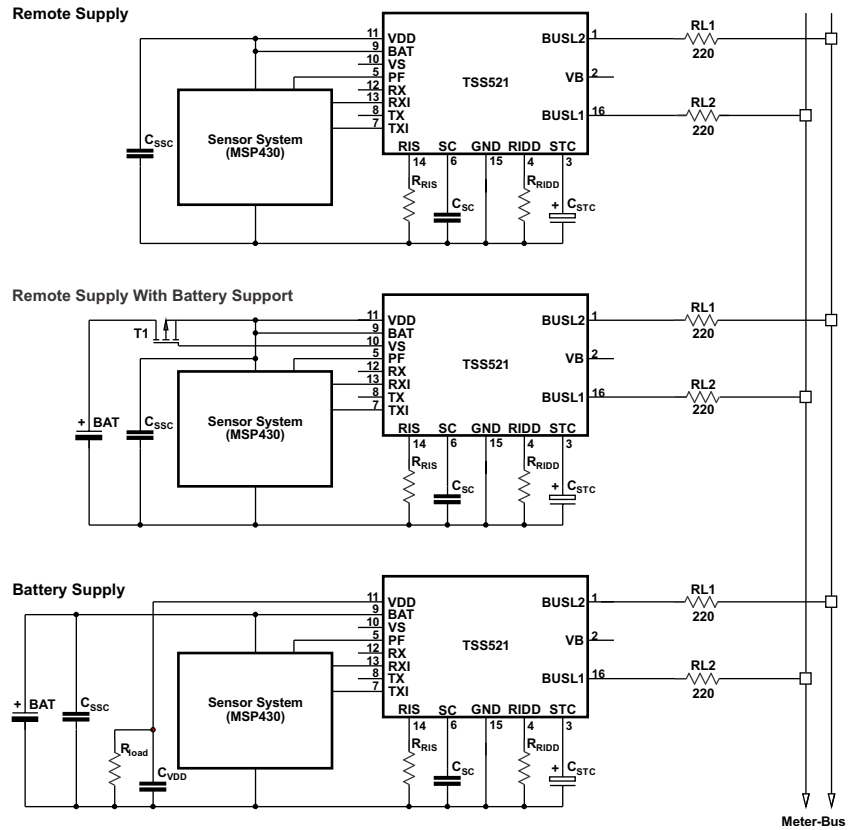 Remote Supply
11 VDD
9 BAT
10 VS
5 PF
12 RX
13 RXI
8 TX
7 TXI
TSS521
BUSL2 1
VB 2
BUSL1 16
RL1
220
RL2
220
RIS SC GND RIDD STC
14 6 15 4 3
Sensor System
(MSP430)
CSSC
RRIS
CSC
RRIDD
+ CSTC
Remote Supply With Battery Support
T1
11 VDD
9 BAT
10 VS
5 PF
12 RX
13 RXI
8 TX
7 TXI
TSS521
BUSL2 1
VB 2
BUSL1 16
RL1
220
RL2
220
RIS SC GND RIDD STC
14 6 15 4 3
+ BAT
CSSC
Sensor System
(MSP430)
RRIS
CSC
RRIDD
+ CSTC
Battery Supply
11 VDD
9 BAT
10 VS
5 PF
12 RX
13 RXI
8 TX
7 TXI
TSS521
BUSL2 1
VB 2
BUSL1 16
RL1
220
RL2
220
RIS SC GND RIDD STC
14 6 15 4 3
+ BAT
CSSC
Sensor System
(MSP430)
Rload
CVDD
RRIS
CSC
RRIDD
+ CSTC
Meter-Bus